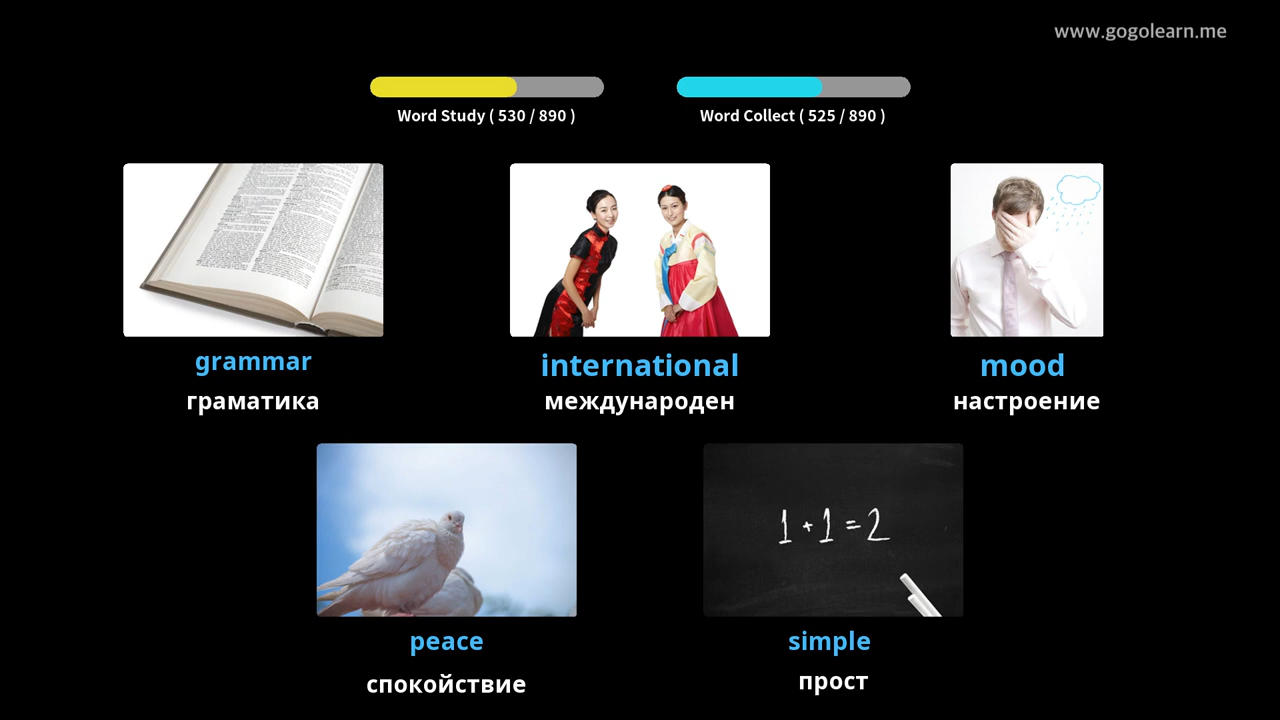 www.gogolearn.me
Word Study ( 530 / 890 )
Word Collect ( 525 / 890 )
grammar
граматика
international
международен
mood
настроение
1 + 1 = 2
peace
спокойствие
simple
прост